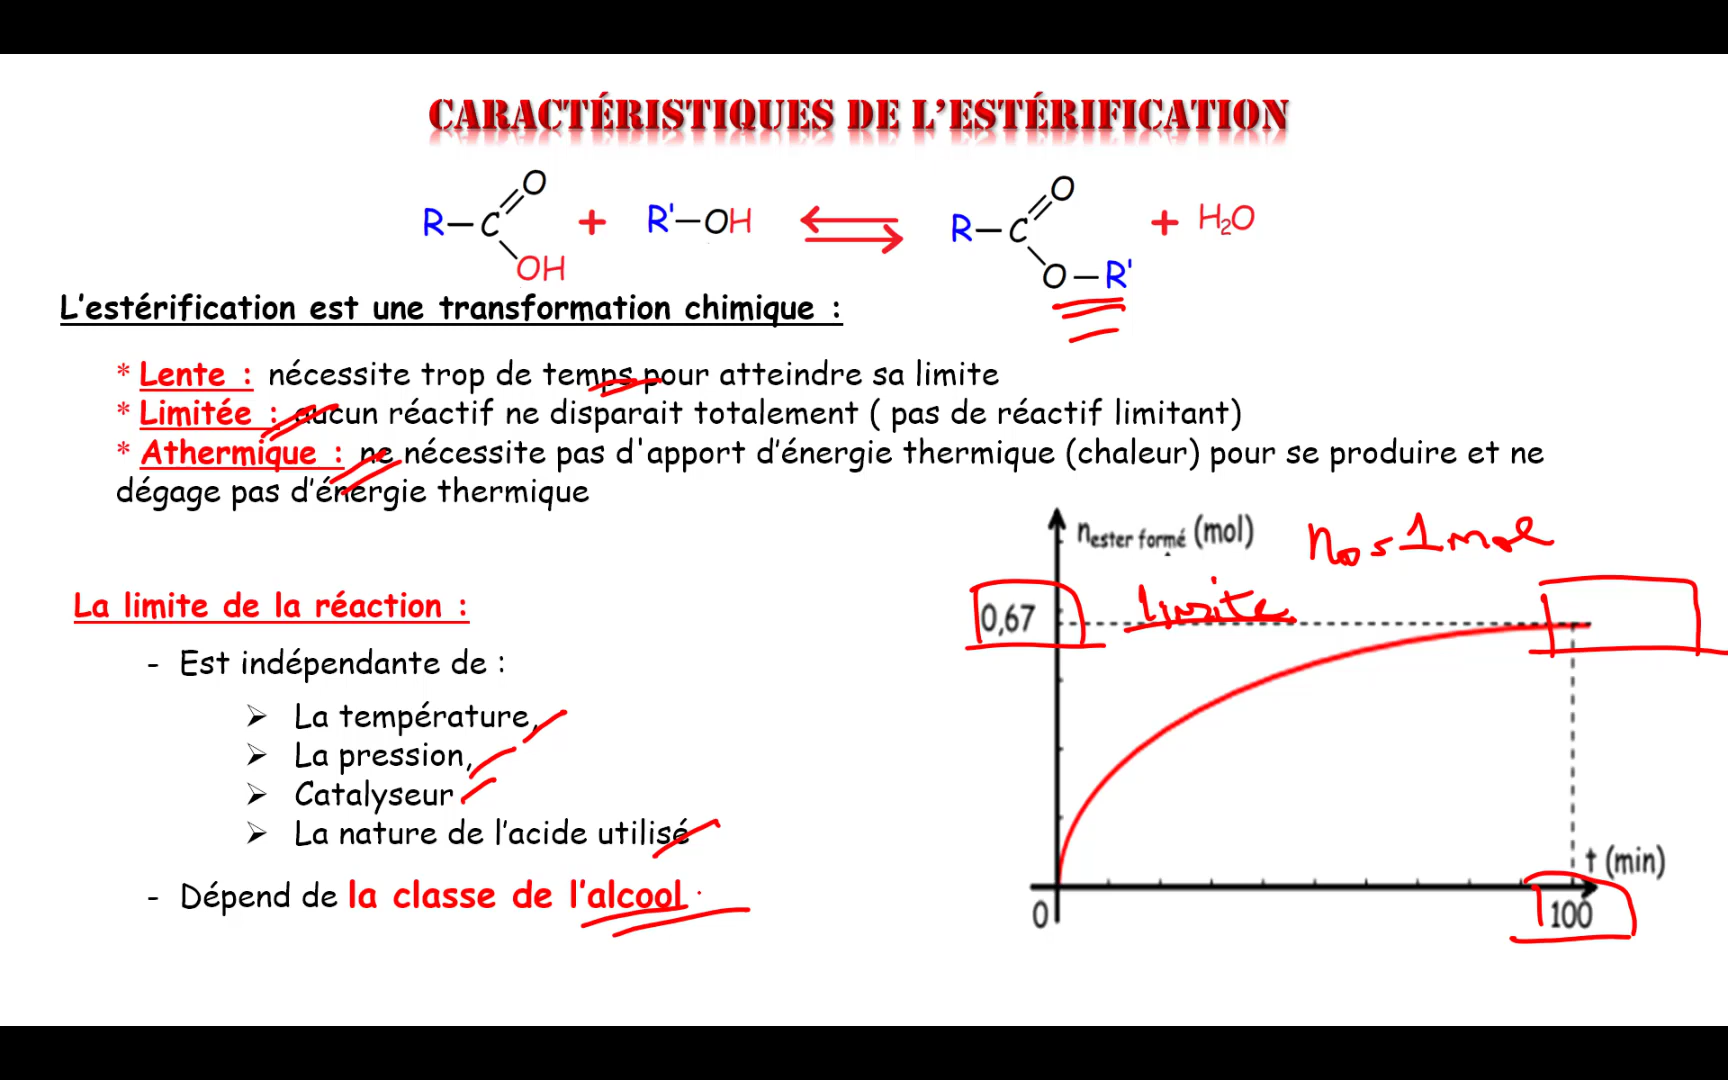 CARACTÉRISTIQUES DE L'ESTÉRIFICATION
R–C(=O)–OH + R'–OH ⇌ R–C(=O)–O–R' + H₂O
L'estérification est une transformation chimique :
* Lente : nécessite trop de temps pour atteindre sa limite
* Limitée : aucun réactif ne disparait totalement ( pas de réactif limitant)
* Athermique : ne nécessite pas d'apport d'énergie thermique (chaleur) pour se produire et ne
dégage pas d'énergie thermique
n ester formé (mol)
1 mol
0,67
limite
La limite de la réaction :
- Est indépendante de :
➢ La température,
➢ La pression,
➢ Catalyseur
➢ La nature de l'acide utilisé
- Dépend de la classe de l'alcool
t (min)
0
100